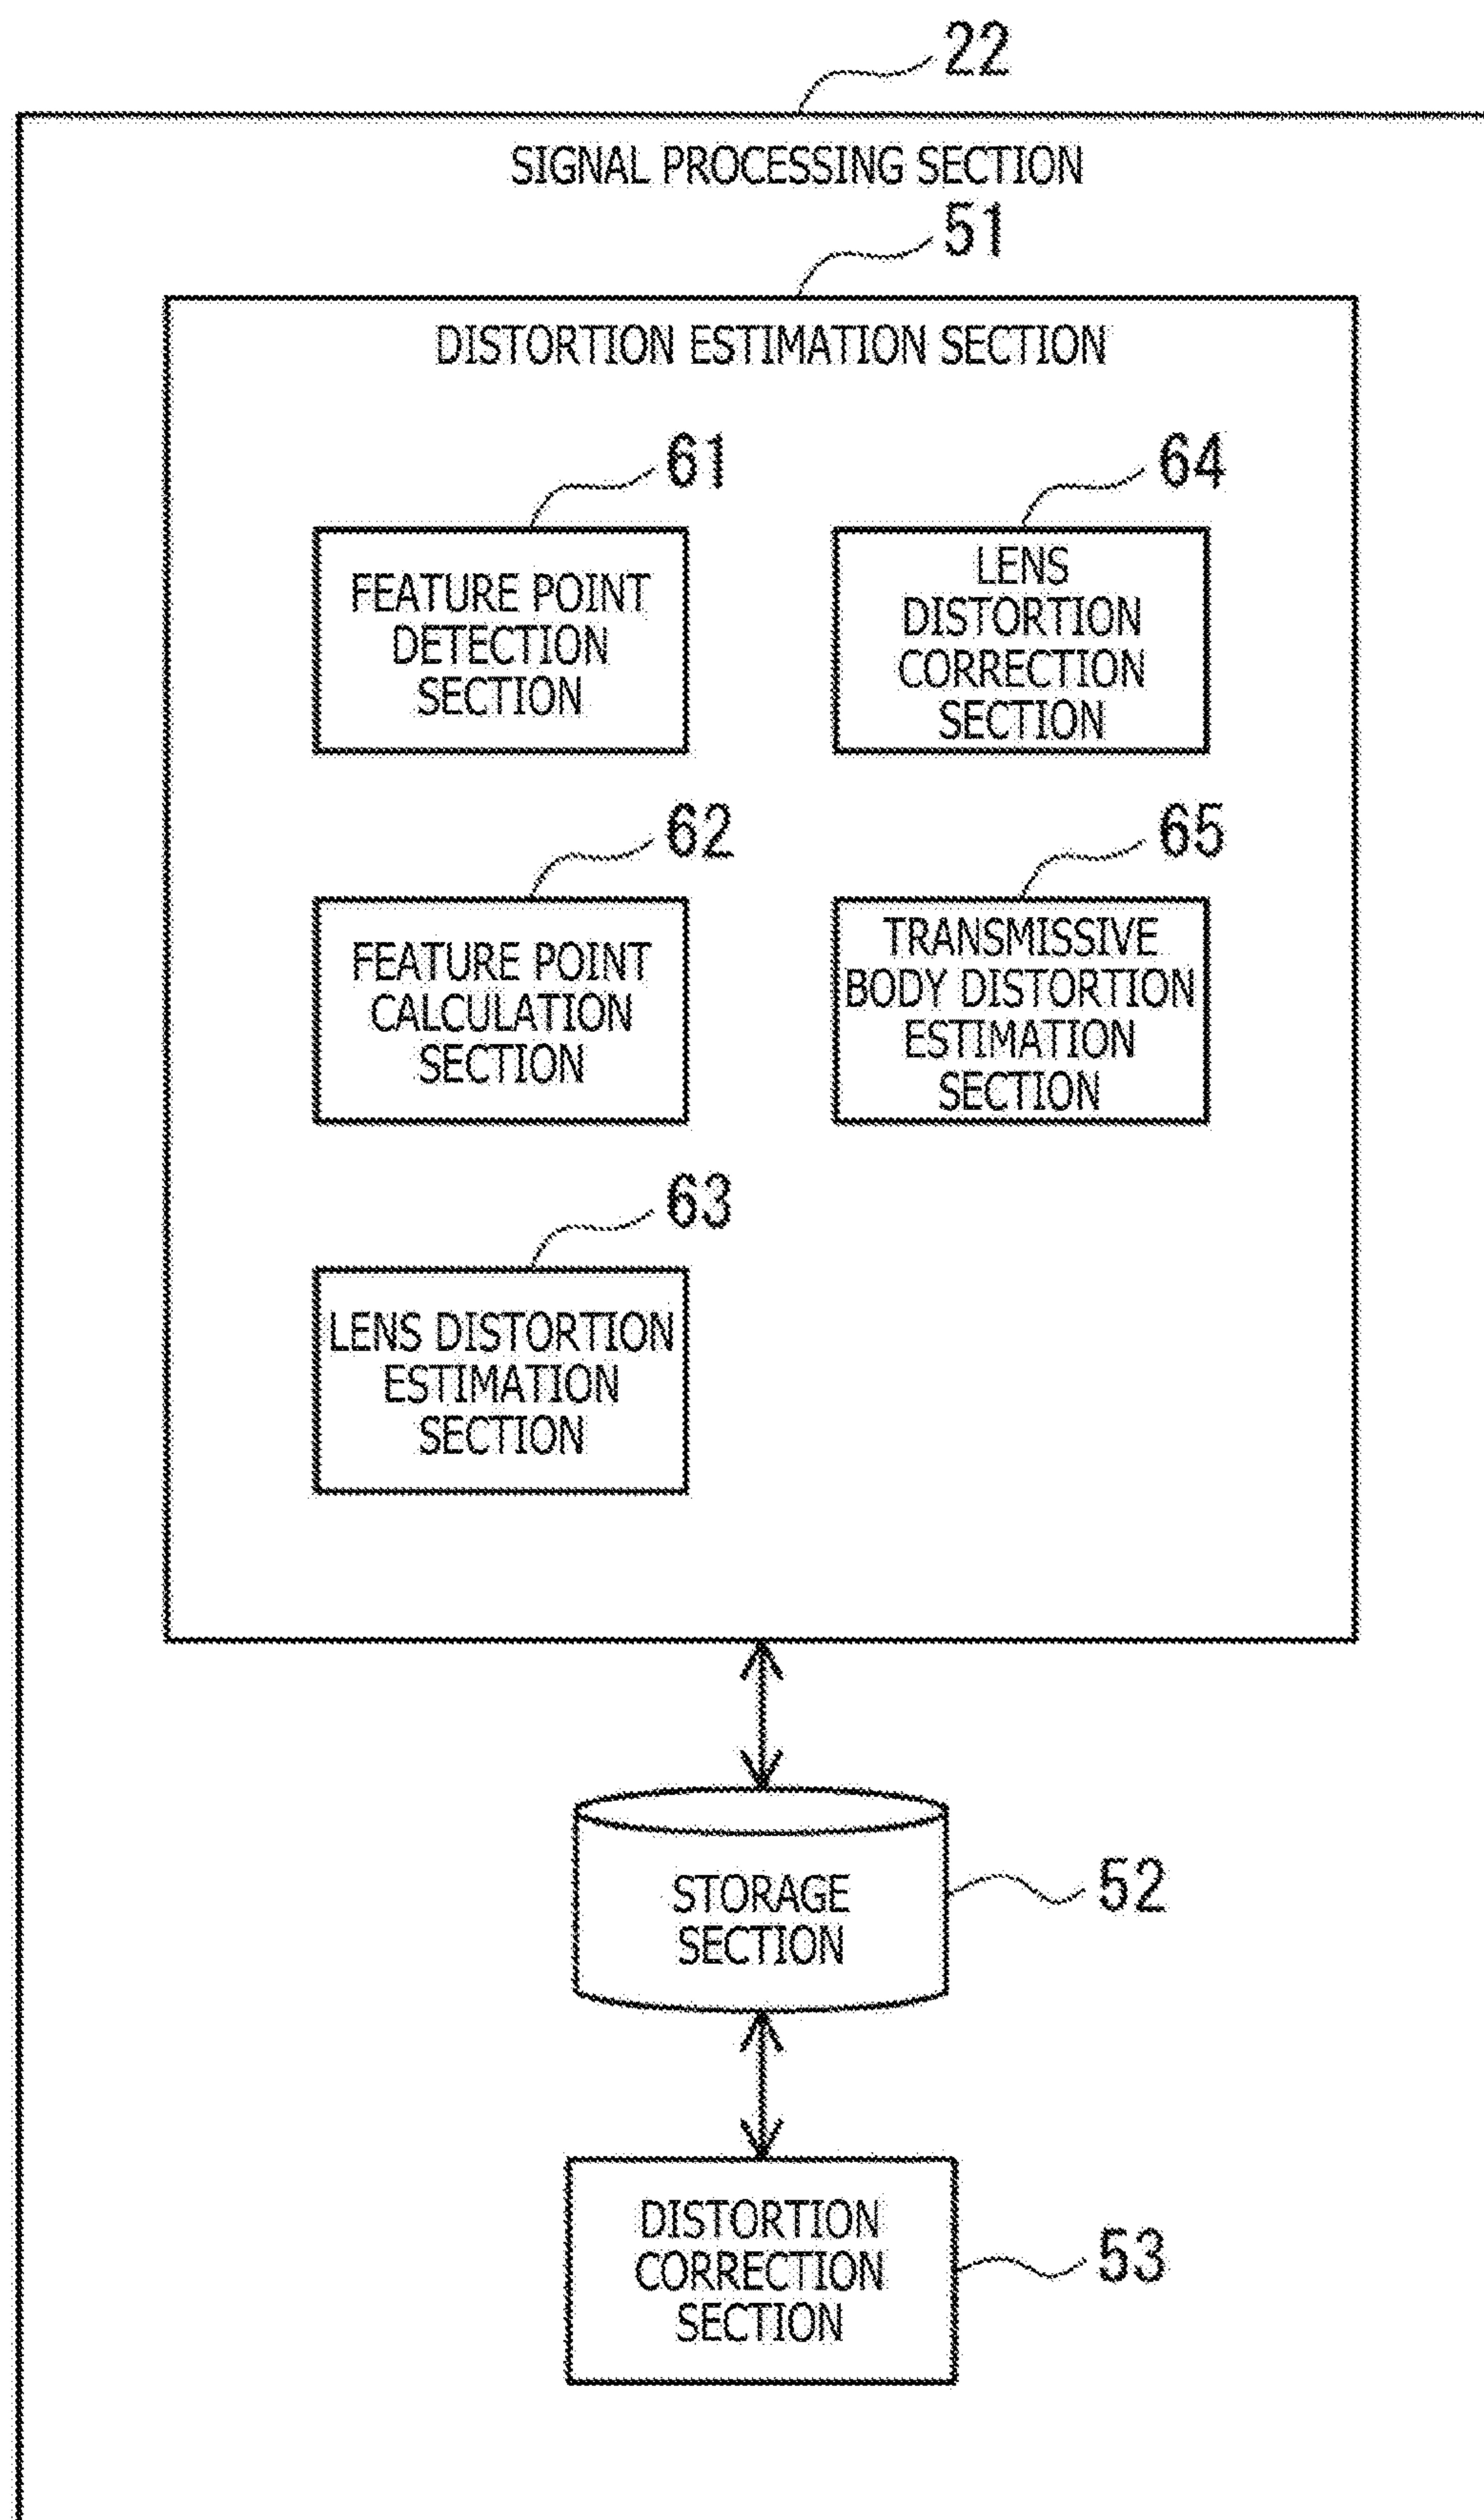 22
SIGNAL PROCESSING SECTION
51
DISTORTION ESTIMATION SECTION
61
FEATURE POINT
DETECTION
SECTION
64
LENS
DISTORTION
CORRECTION
SECTION
62
FEATURE POINT
CALCULATION
SECTION
65
TRANSMISSIVE
BODY DISTORTION
ESTIMATION
SECTION
63
LENS DISTORTION
ESTIMATION
SECTION
STORAGE
SECTION
52
DISTORTION
CORRECTION
SECTION
53